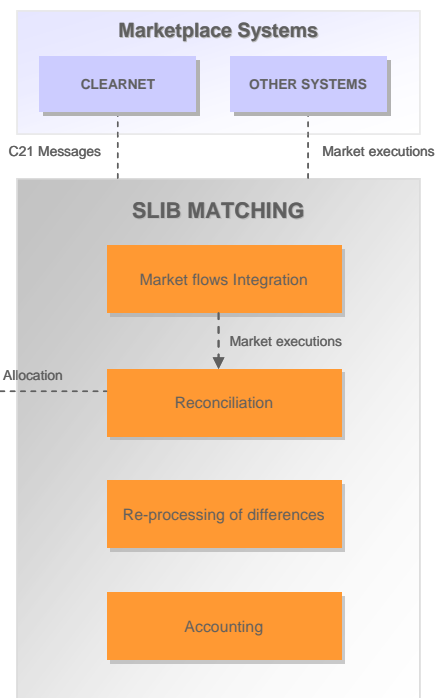 Marketplace Systems
CLEARNET
OTHER SYSTEMS
C21 Messages
Market executions
SLIB MATCHING
Market flows Integration
Market executions
Allocation
Reconciliation
Re-processing of differences
Accounting